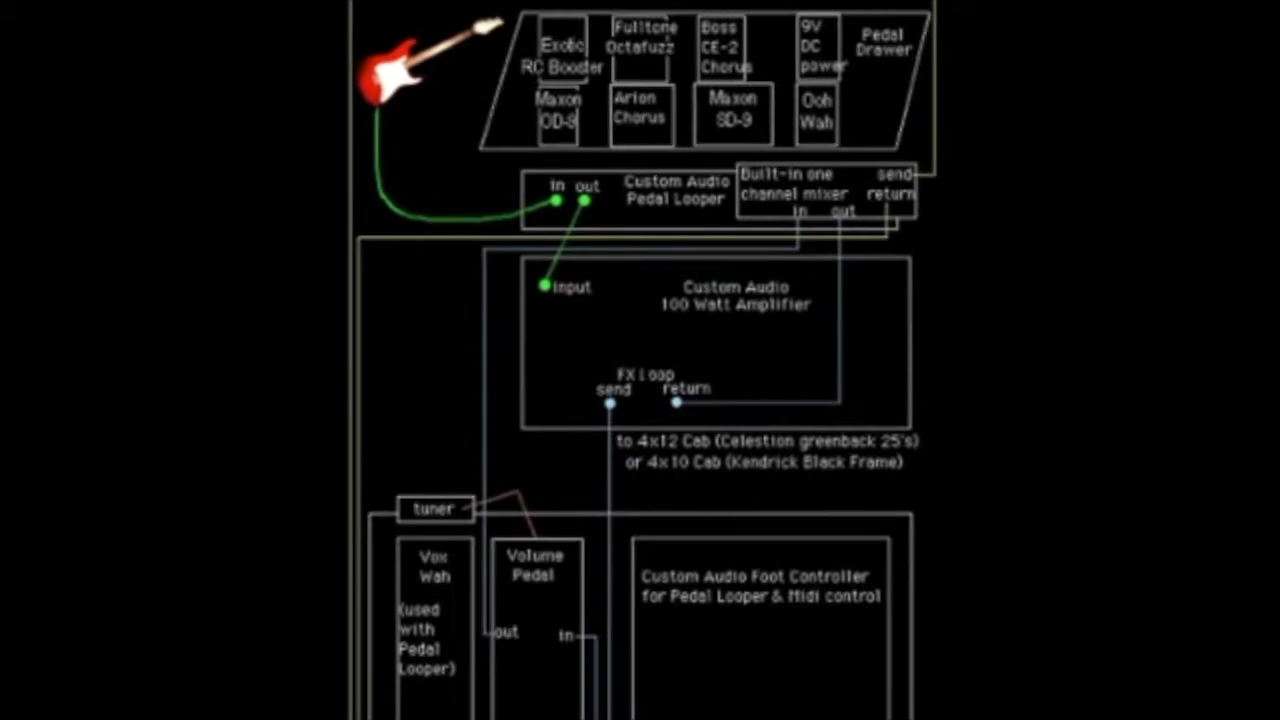 Exotic
RC Booster
Fulltone
Octafuzz
Boss
CE-2
Chorus
9V
DC
power
Pedal
Drawer
Maxon
OD-9
Arion
Chorus
Maxon
SD-9
Ooh
Wah
in out
Custom Audio
Pedal Looper
Built-in one
channel mixer
in out
send
return
input
Custom Audio
100 Watt Amplifier
FX Loop
send return
to 4x12 Cab (Celestion greenback 25's)
or 4x10 Cab (Kendrick Black Frame)
tuner
Vox
Wah
(used
with
Pedal
Looper)
Volume
Pedal
out in
Custom Audio Foot Controller
for Pedal Looper & Midi control